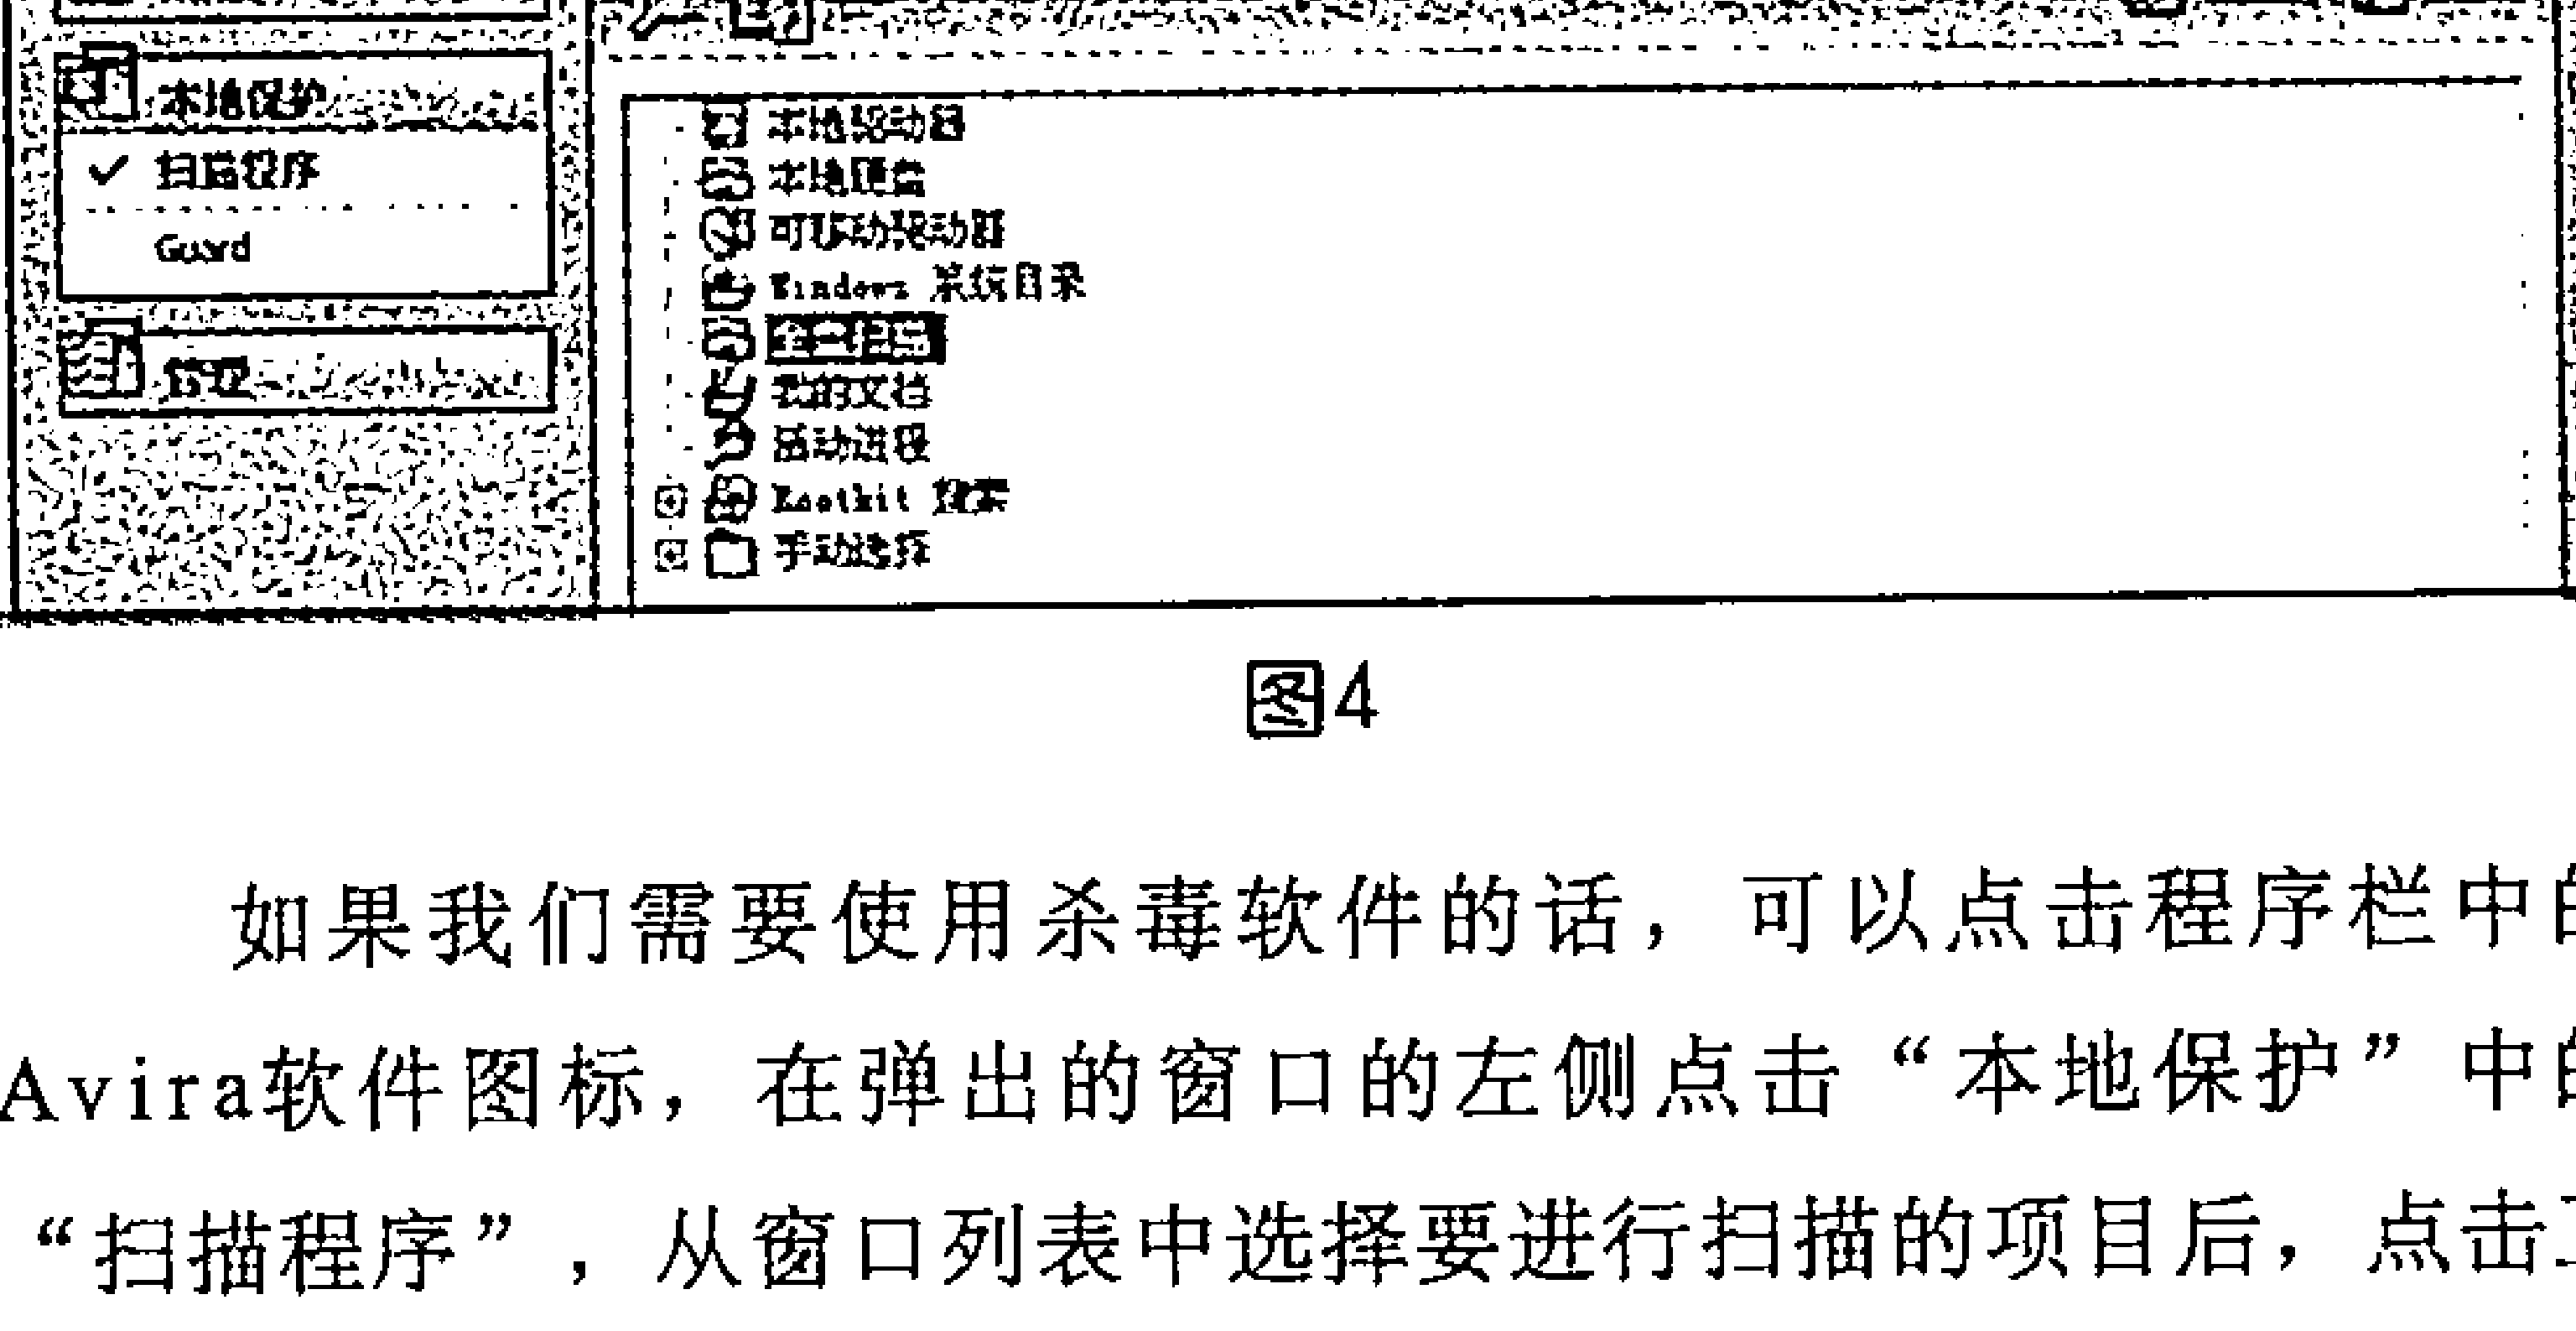 本地保护
扫描程序
Guard
管理
本地驱动器
本地硬盘
可移动驱动器
Windows 系统目录
我的文档
活动进程
Rootkit 搜索
手动选择
图4
如果我们需要使用杀毒软件的话，可以点击程序栏中的
Avira软件图标，在弹出的窗口的左侧点击“本地保护”中的
“扫描程序”，从窗口列表中选择要进行扫描的项目后，点击